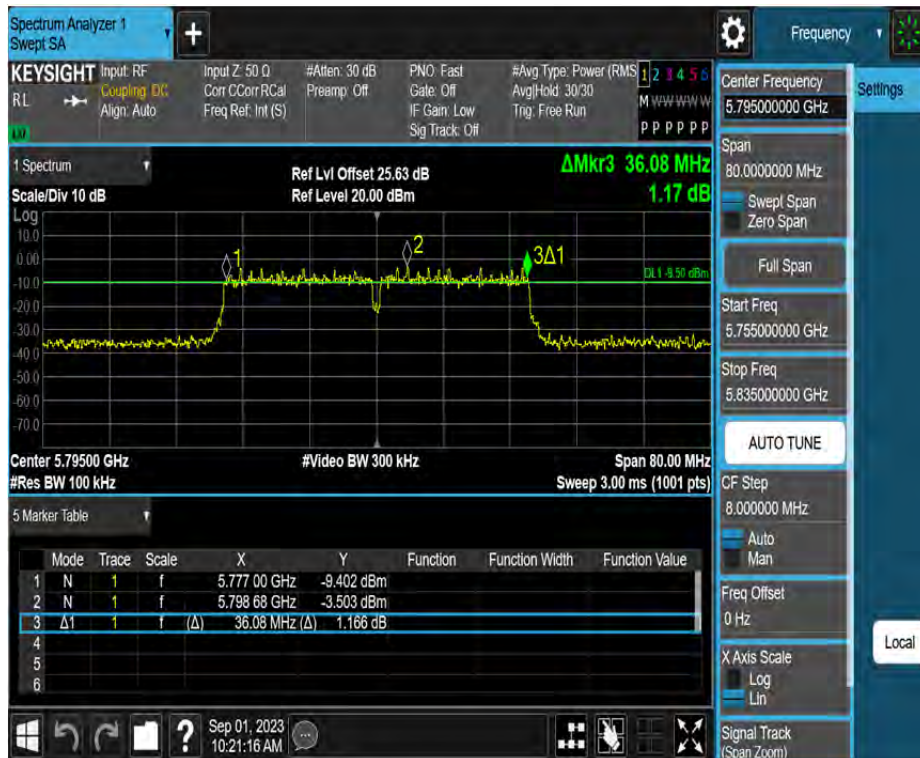 Spectrum Analyzer 1
Swept SA
+
Frequency
KEYSIGHT
RL
Input: RF
Coupling: DC
Align: Auto
Input Z: 50 Ω
Corr CCorr RCal
Freq Ref: Int (S)
#Atten: 30 dB
Preamp: Off
PNO: Fast
Gate: Off
IF Gain: Low
Sig Track: Off
#Avg Type: Power (RMS
Avg|Hold: 30/30
Trig: Free Run
1 2 3 4 5 6
M W W W W W
P P P P P P
1 Spectrum
Scale/Div 10 dB
Ref Lvl Offset 25.63 dB
Ref Level 20.00 dBm
ΔMkr3 36.08 MHz
1.17 dB
Log
10.0
0.00
-10.0
-20.0
-30.0
-40.0
-50.0
-60.0
-70.0
1
2
3Δ1
DL1 -9.50 dBm
Center 5.79500 GHz
#Video BW 300 kHz
Span 80.00 MHz
#Res BW 100 kHz
Sweep 3.00 ms (1001 pts)
5 Marker Table
Mode Trace Scale X Y Function Function Width Function Value
1 N 1 f 5.777 00 GHz -9.402 dBm
2 N 1 f 5.798 68 GHz -3.503 dBm
3 Δ1 1 f (Δ) 36.08 MHz (Δ) 1.166 dB
4
5
6
?
Sep 01, 2023
10:21:16 AM
Center Frequency
5.795000000 GHz
Settings
Span
80.0000000 MHz
Swept Span
Zero Span
Full Span
Start Freq
5.755000000 GHz
Stop Freq
5.835000000 GHz
AUTO TUNE
CF Step
8.000000 MHz
Auto
Man
Freq Offset
0 Hz
X Axis Scale
Log
Lin
Local
Signal Track
(Span Zoom)